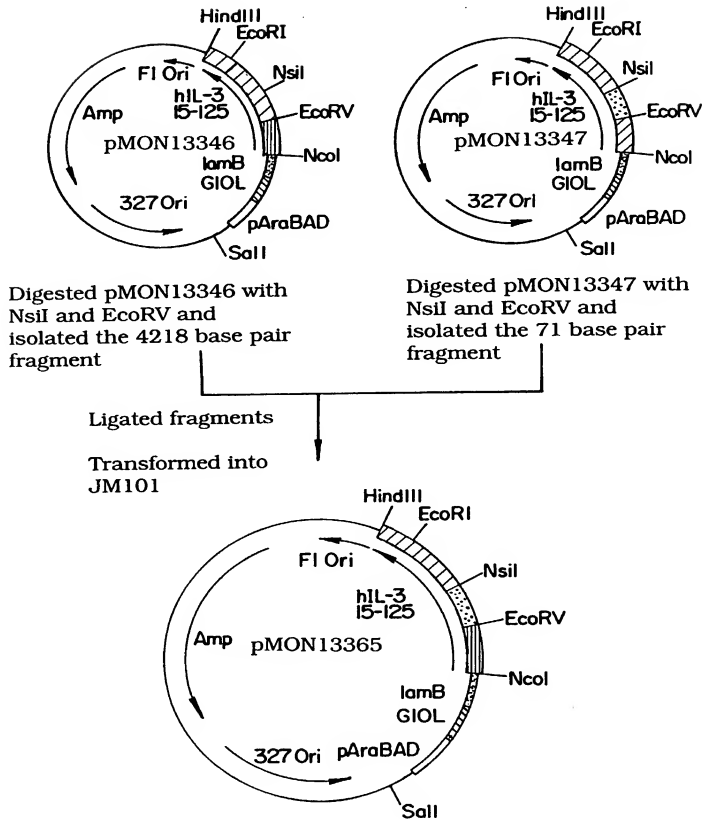 HindIII
EcoRI
NsiI
EcoRV
NcoI
F1 Ori
hIL-3
15-125
Amp
pMON13346
lamB
G10L
327 Ori
pAraBAD
SalI
HindIII
EcoRI
NsiI
EcoRV
NcoI
F1 Ori
hIL-3
15-125
Amp
pMON13347
lamB
G10L
327 Ori
pAraBAD
SalI
Digested pMON13346 with
NsiI and EcoRV and
isolated the 4218 base pair
fragment
Digested pMON13347 with
NsiI and EcoRV and
isolated the 71 base pair
fragment
Ligated fragments
Transformed into
JM101
HindIII
EcoRI
NsiI
EcoRV
NcoI
F1 Ori
hIL-3
15-125
Amp
pMON13365
lamB
G10L
327 Ori
pAraBAD
SalI